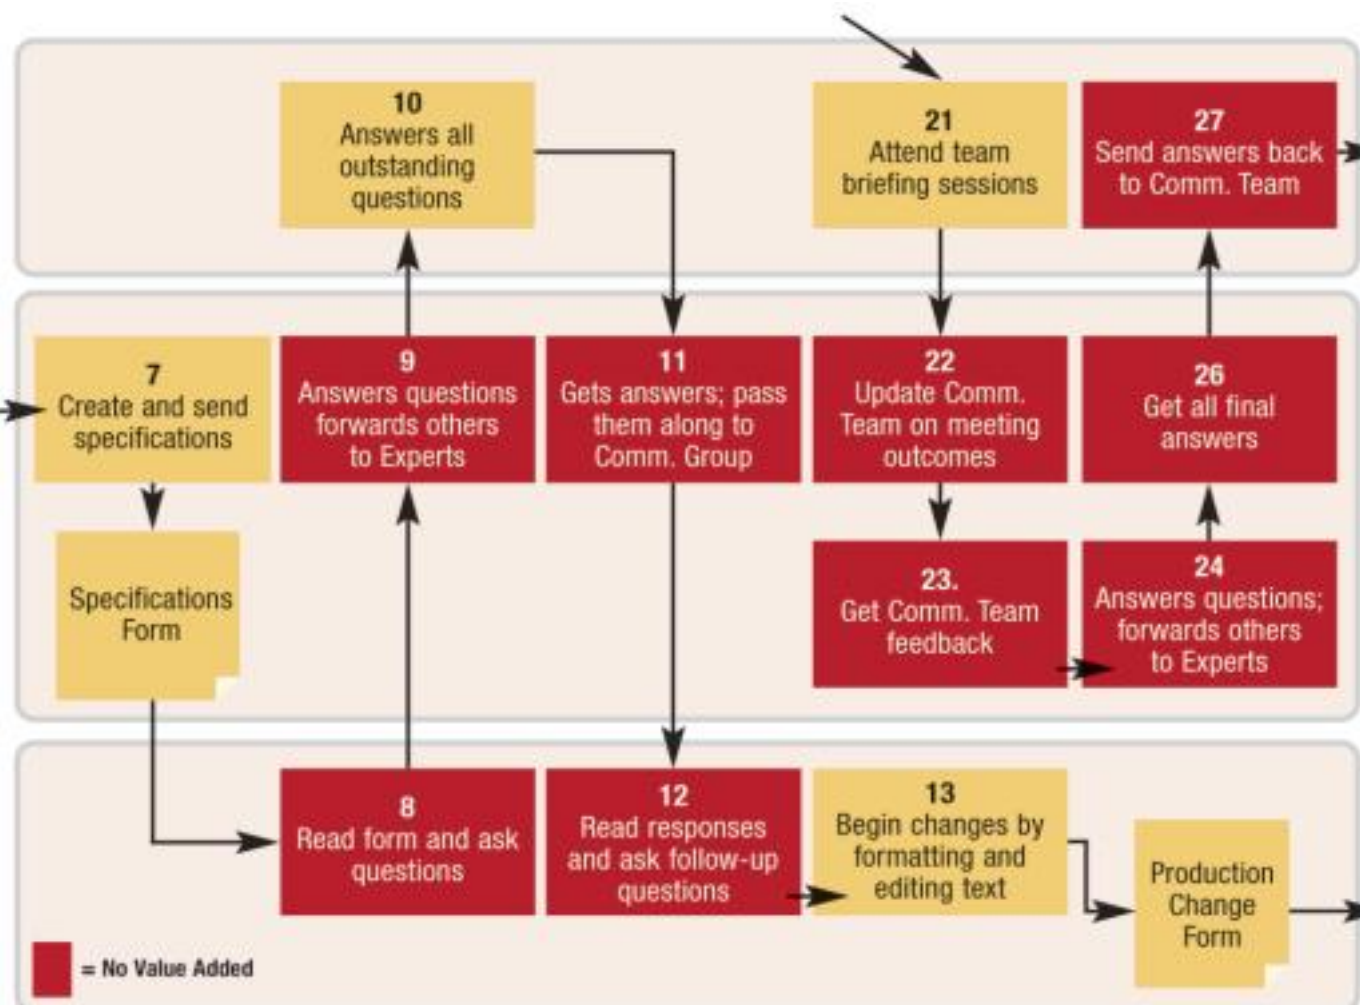 10
Answers all
outstanding
questions
21
Attend team
briefing sessions
27
Send answers back
to Comm. Team
7
Create and send
specifications
9
Answers questions
forwards others
to Experts
11
Gets answers; pass
them along to
Comm. Group
22
Update Comm.
Team on meeting
outcomes
26
Get all final
answers
Specifications
Form
23.
Get Comm. Team
feedback
24
Answers questions;
forwards others
to Experts
8
Read form and ask
questions
12
Read responses
and ask follow-up
questions
13
Begin changes by
formatting and
editing text
Production
Change
Form
= No Value Added